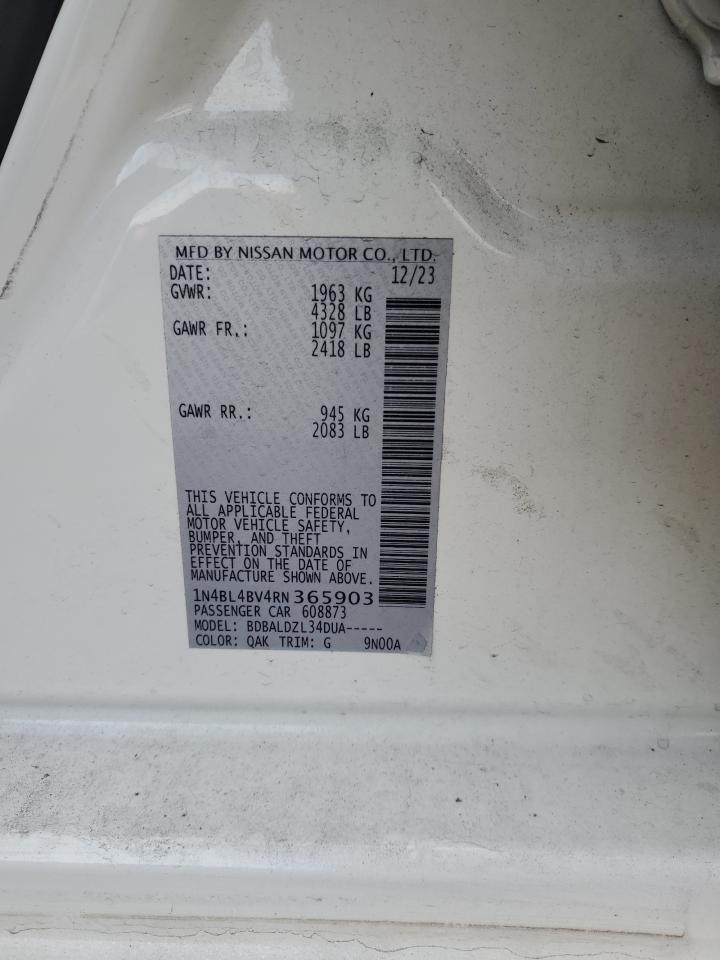 MFD BY NISSAN MOTOR CO., LTD.
DATE: 12/23
GVWR: 1963 KG
4328 LB
GAWR FR.: 1097 KG
2418 LB
GAWR RR.: 945 KG
2083 LB
THIS VEHICLE CONFORMS TO
ALL APPLICABLE FEDERAL
MOTOR VEHICLE SAFETY,
BUMPER, AND THEFT
PREVENTION STANDARDS IN
EFFECT ON THE DATE OF
MANUFACTURE SHOWN ABOVE.
1N4BL4BV4RN365903
PASSENGER CAR 608873
MODEL: BDBALDZL34DUA-----
COLOR: QAK TRIM: G 9N00A